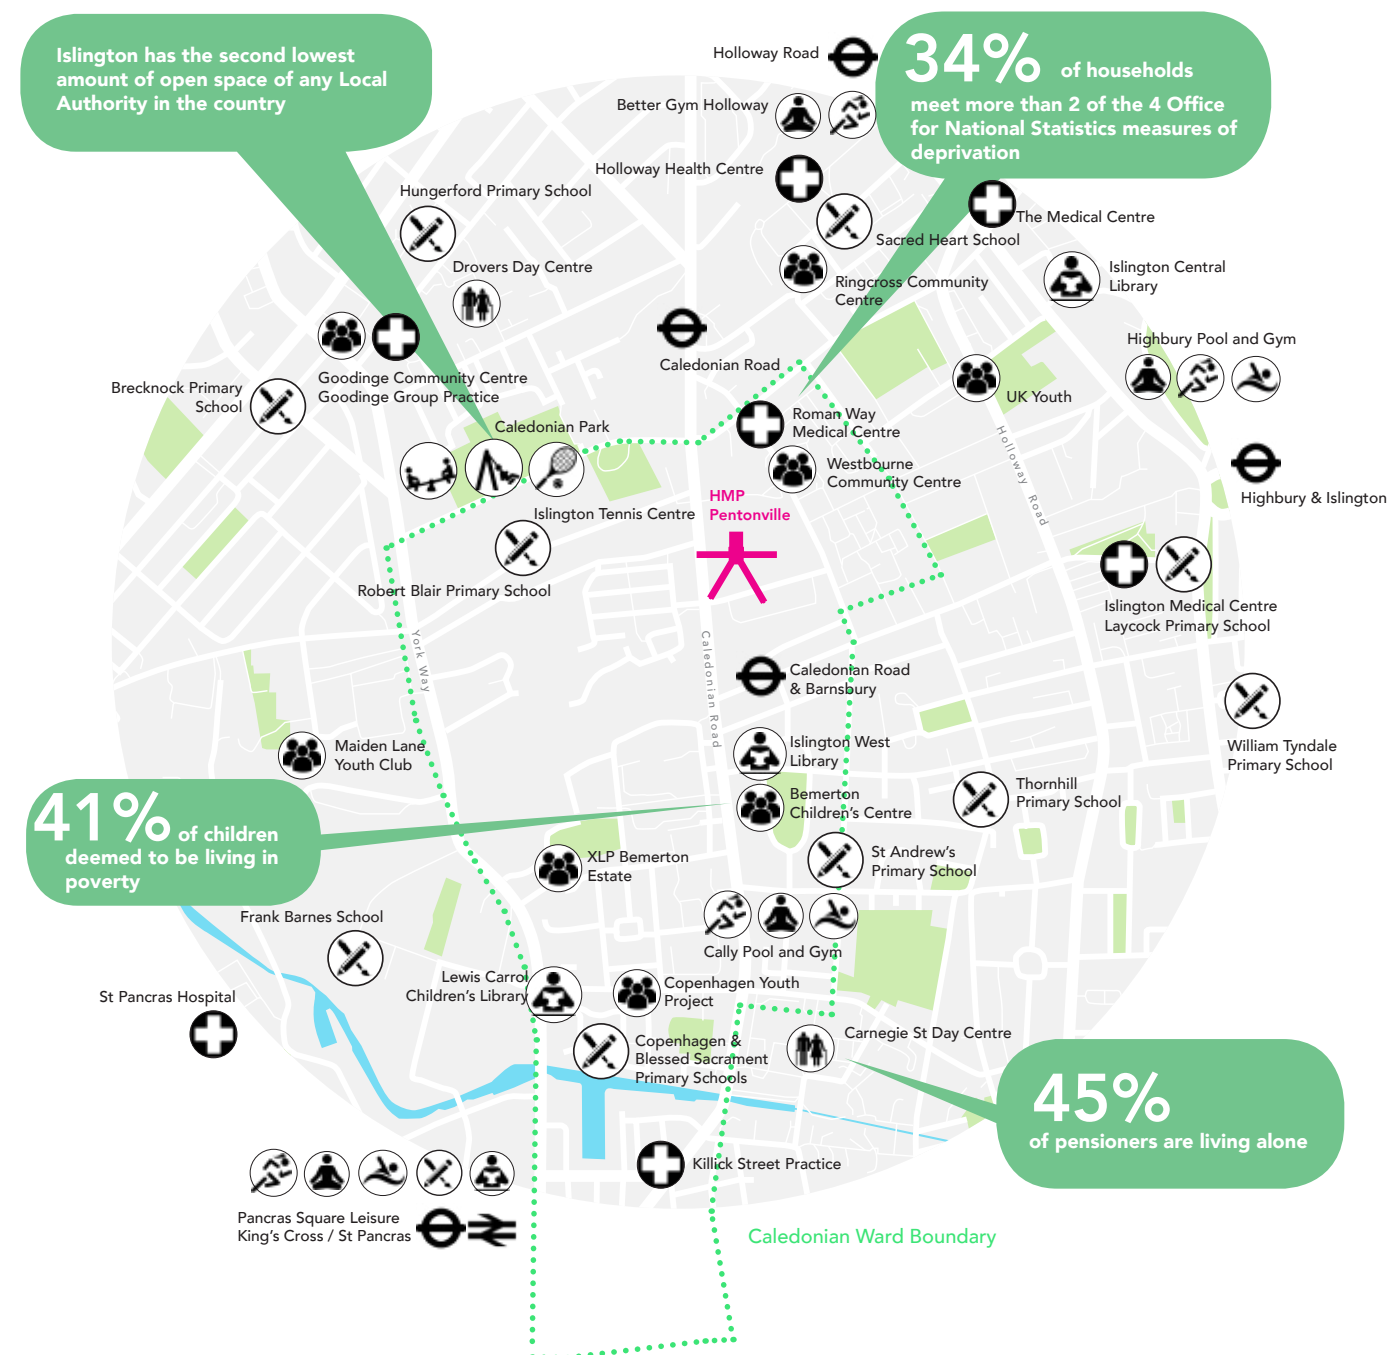 Islington has the second lowest
amount of open space of any Local
Authority in the country
Holloway Road
34% of households
meet more than 2 of the 4 Office
for National Statistics measures of
deprivation
Better Gym Holloway
Holloway Health Centre
Hungerford Primary School
The Medical Centre
Sacred Heart School
Drovers Day Centre
Islington Central
Library
Ringcross Community
Centre
Highbury Pool and Gym
Caledonian Road
Goodinge Community Centre
Goodinge Group Practice
Brecknock Primary
School
UK Youth
Roman Way
Medical Centre
Caledonian Park
Holloway Road
Westbourne
Community Centre
Highbury & Islington
HMP
Pentonville
Islington Tennis Centre
Robert Blair Primary School
Islington Medical Centre
Laycock Primary School
York Way
Caledonian Road
Caledonian Road
& Barnsbury
Maiden Lane
Youth Club
Islington West
Library
William Tyndale
Primary School
Thornhill
Primary School
Bemerton
Children's Centre
41% of children
deemed to be living in
poverty
XLP Bemerton
Estate
St Andrew's
Primary School
Frank Barnes School
Cally Pool and Gym
Lewis Carrol
Children's Library
Copenhagen Youth
Project
St Pancras Hospital
Carnegie St Day Centre
Copenhagen &
Blessed Sacrament
Primary Schools
45%
of pensioners are living alone
Killick Street Practice
Pancras Square Leisure
King's Cross / St Pancras
Caledonian Ward Boundary